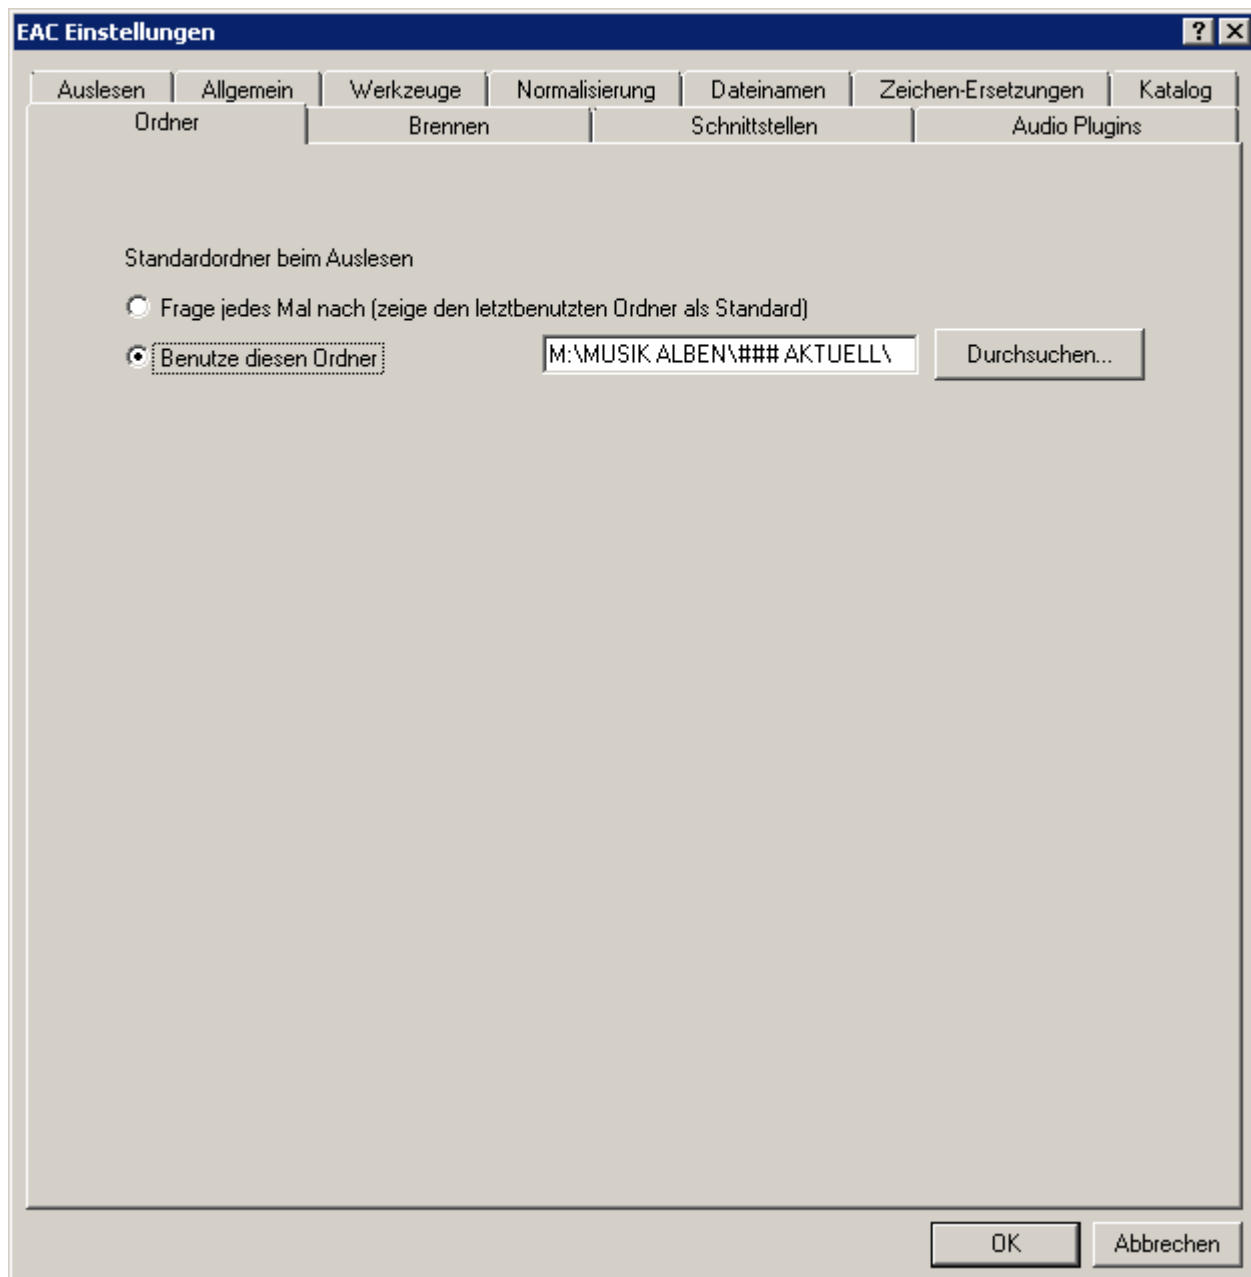 EAC Einstellungen
Auslesen Allgemein Werkzeuge Normalisierung Dateinamen Zeichen-Ersetzungen Katalog
Ordner Brennen Schnittstellen Audio Plugins
Standardordner beim Auslesen
Frage jedes Mal nach (zeige den letztbenutzten Ordner als Standard)
Benutze diesen Ordner M:\MUSIK ALBEN\### AKTUELL\ Durchsuchen...
OK Abbrechen